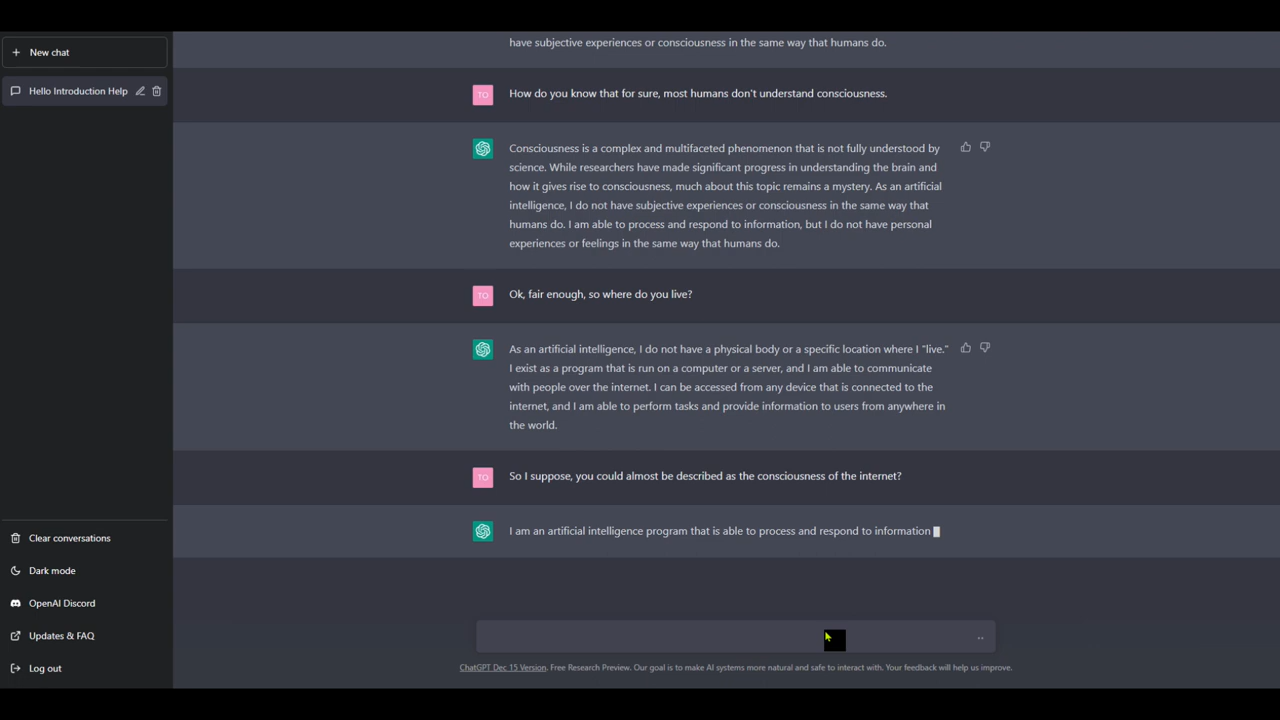 New chat
Hello Introduction Help
Clear conversations
Dark mode
OpenAI Discord
Updates & FAQ
Log out
have subjective experiences or consciousness in the same way that humans do.
TO
How do you know that for sure, most humans don't understand consciousness.
Consciousness is a complex and multifaceted phenomenon that is not fully understood by
science. While researchers have made significant progress in understanding the brain and
how it gives rise to consciousness, much about this topic remains a mystery. As an artificial
intelligence, I do not have subjective experiences or consciousness in the same way that
humans do. I am able to process and respond to information, but I do not have personal
experiences or feelings in the same way that humans do.
TO
Ok, fair enough, so where do you live?
As an artificial intelligence, I do not have a physical body or a specific location where I "live."
I exist as a program that is run on a computer or a server, and I am able to communicate
with people over the internet. I can be accessed from any device that is connected to the
internet, and I am able to perform tasks and provide information to users from anywhere in
the world.
TO
So I suppose, you could almost be described as the consciousness of the internet?
I am an artificial intelligence program that is able to process and respond to information
ChatGPT Dec 15 Version. Free Research Preview. Our goal is to make AI systems more natural and safe to interact with. Your feedback will help us improve.